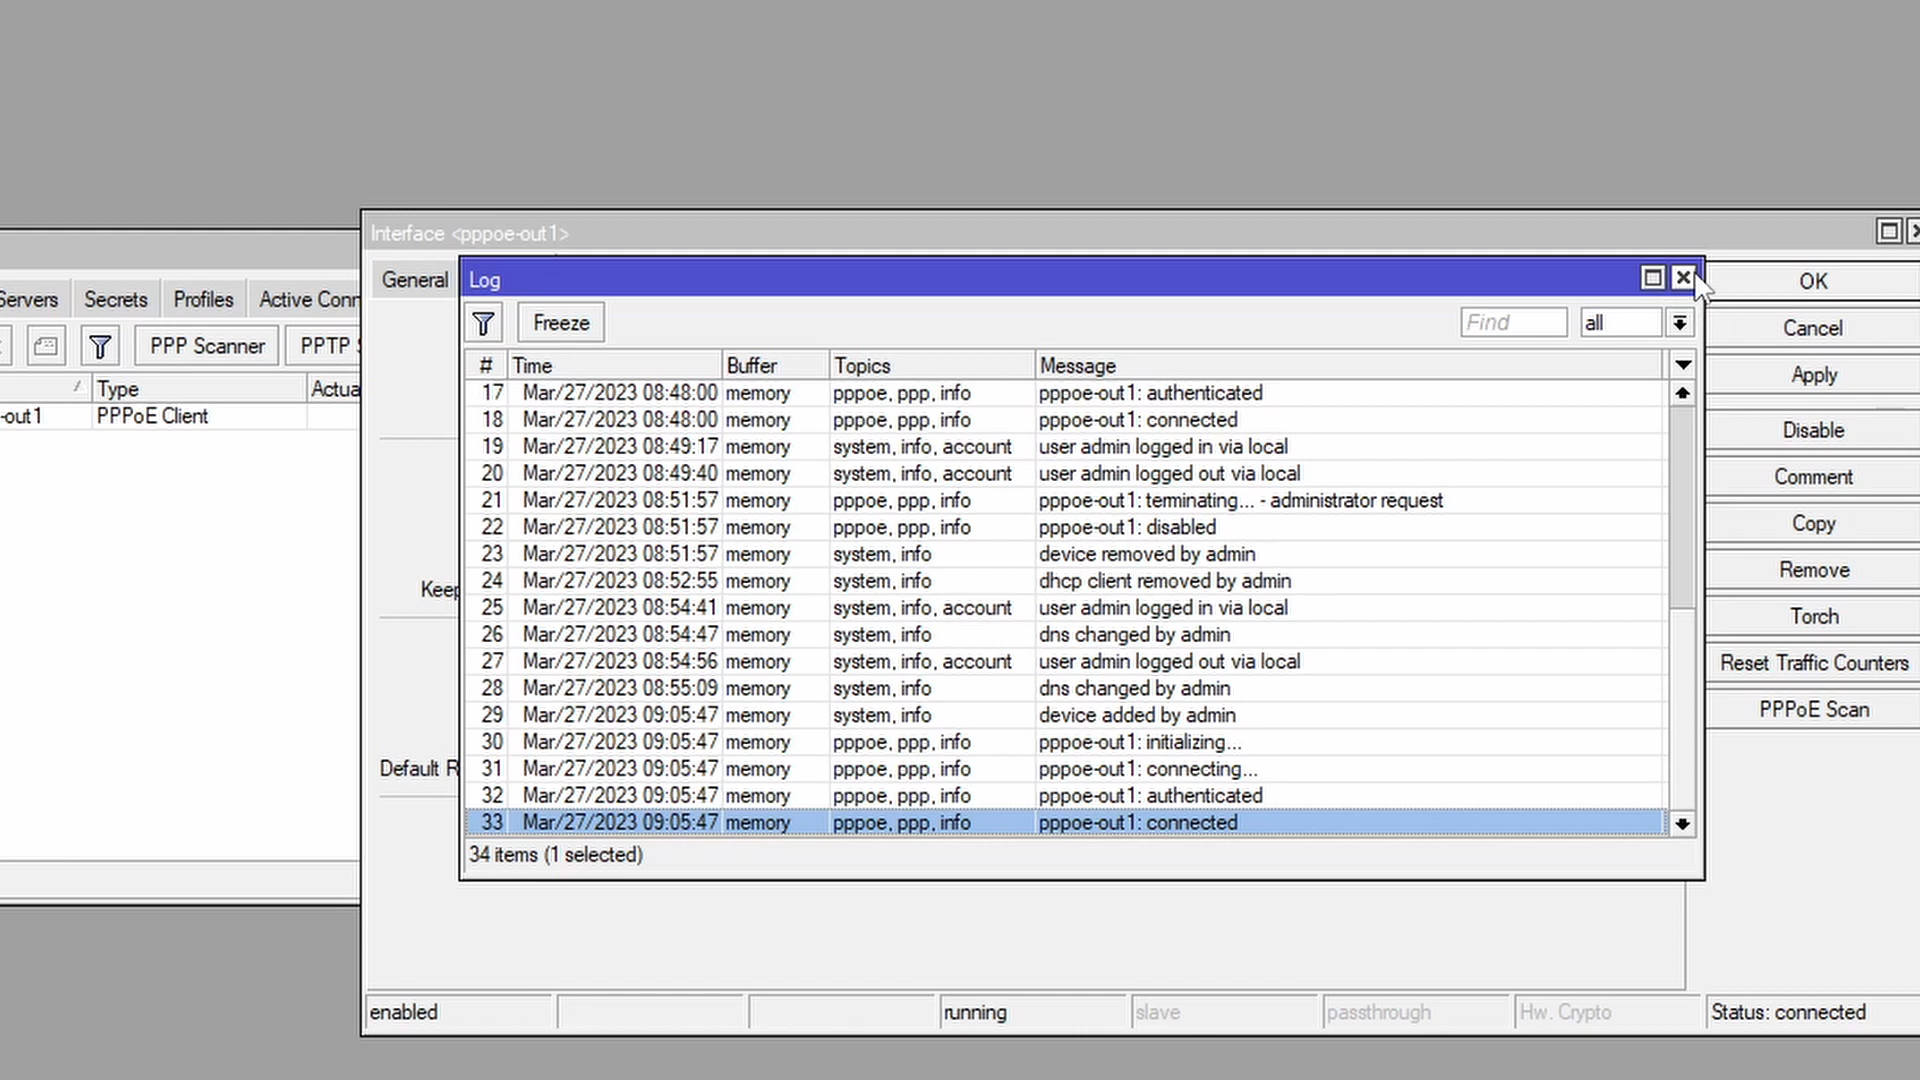 Interface <pppoe-out1>
General
Log
OK
Servers Secrets Profiles Active Conn
Freeze
Find
all
Cancel
PPP Scanner PPTP S
# Time Buffer Topics Message
Apply
Type Actua
-out1 PPPoE Client
17 Mar/27/2023 08:48:00 memory pppoe, ppp, info pppoe-out1: authenticated
18 Mar/27/2023 08:48:00 memory pppoe, ppp, info pppoe-out1: connected
Disable
19 Mar/27/2023 08:49:17 memory system, info, account user admin logged in via local
20 Mar/27/2023 08:49:40 memory system, info, account user admin logged out via local
Comment
21 Mar/27/2023 08:51:57 memory pppoe, ppp, info pppoe-out1: terminating... - administrator request
22 Mar/27/2023 08:51:57 memory pppoe, ppp, info pppoe-out1: disabled
Copy
23 Mar/27/2023 08:51:57 memory system, info device removed by admin
24 Mar/27/2023 08:52:55 memory system, info dhcp client removed by admin
Remove
Keep
25 Mar/27/2023 08:54:41 memory system, info, account user admin logged in via local
Torch
26 Mar/27/2023 08:54:47 memory system, info dns changed by admin
27 Mar/27/2023 08:54:56 memory system, info, account user admin logged out via local
Reset Traffic Counters
28 Mar/27/2023 08:55:09 memory system, info dns changed by admin
29 Mar/27/2023 09:05:47 memory system, info device added by admin
PPPoE Scan
30 Mar/27/2023 09:05:47 memory pppoe, ppp, info pppoe-out1: initializing...
31 Mar/27/2023 09:05:47 memory pppoe, ppp, info pppoe-out1: connecting...
Default R
32 Mar/27/2023 09:05:47 memory pppoe, ppp, info pppoe-out1: authenticated
33 Mar/27/2023 09:05:47 memory pppoe, ppp, info pppoe-out1: connected
34 items (1 selected)
enabled running slave passthrough Hw. Crypto Status: connected